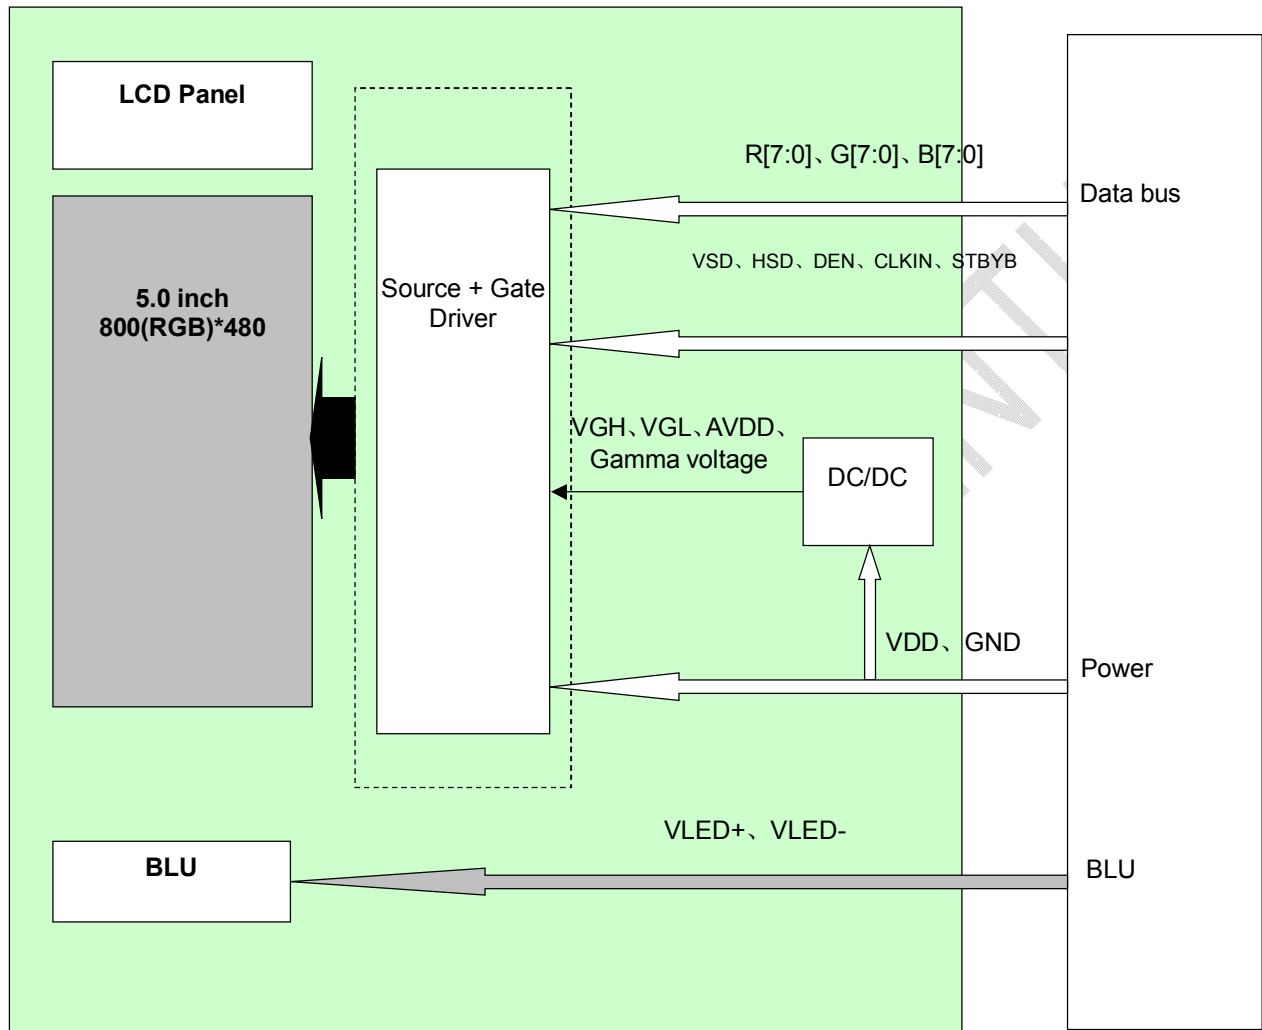 LCD Panel
R[7:0]、G[7:0]、B[7:0]
Data bus
VSD、HSD、DEN、CLKIN、STBYB
5.0 inch
800(RGB)*480
Source + Gate
Driver
VGH、VGL、AVDD、
Gamma voltage
DC/DC
VDD、GND
Power
VLED+、VLED-
BLU
BLU